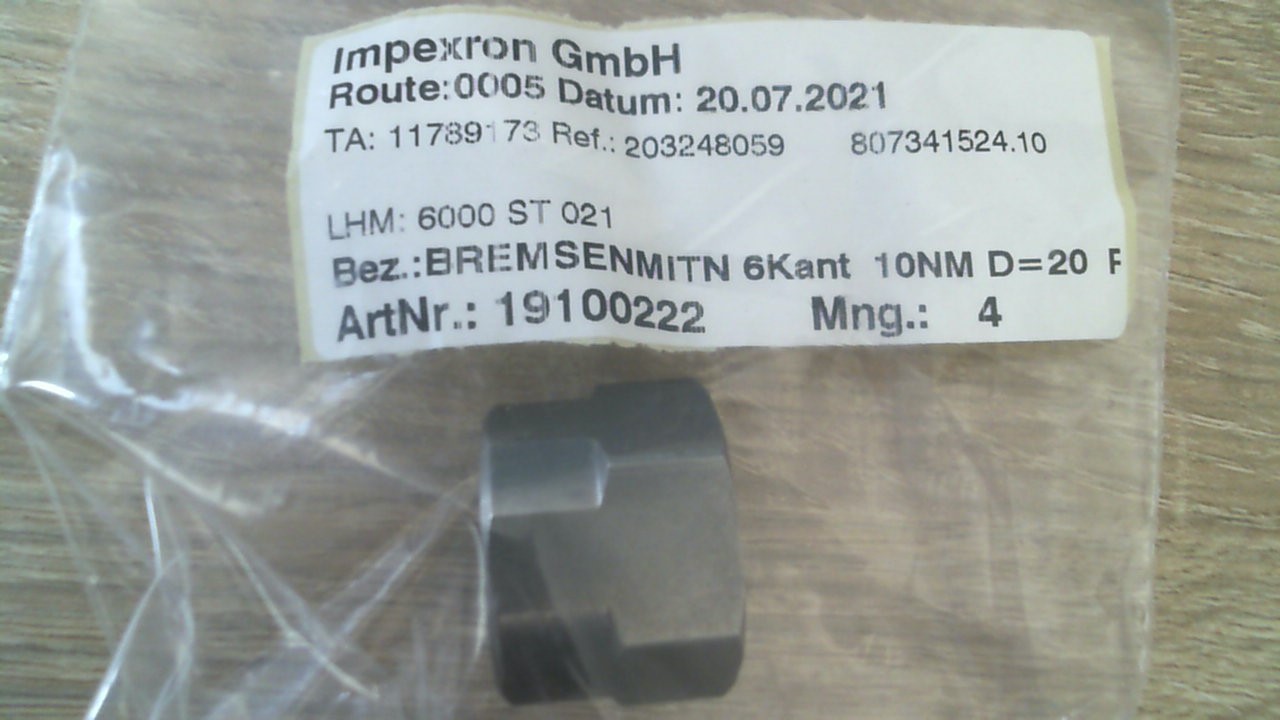 Impexron GmbH
Route:0005 Datum: 20.07.2021
TA: 11789173 Ref.: 203248059 807341524.10
LHM: 6000 ST 021
Bez.:BREMSENMITN 6Kant 10NM D=20 F
ArtNr.: 19100222 Mng.: 4